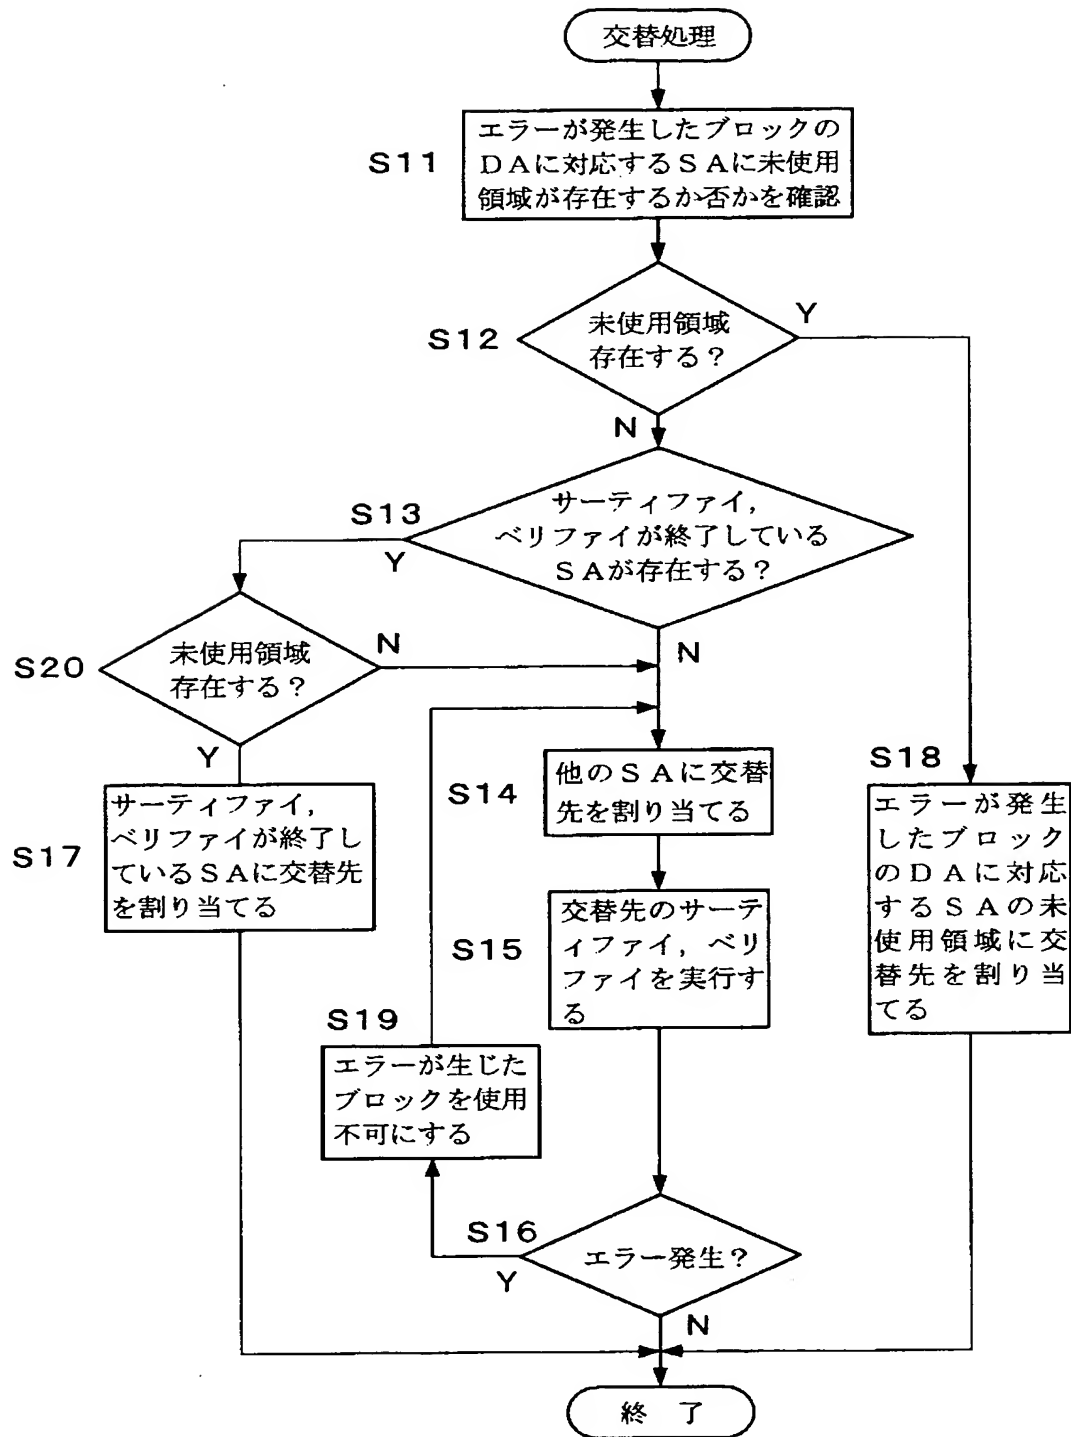 交替処理
S11
エラーが発生したブロックの
DAに対応するSAに未使用
領域が存在するか否かを確認
S12
未使用領域
存在する？
Y
N
S13
サーティファイ，
ベリファイが終了している
SAが存在する？
Y
N
S20
未使用領域
存在する？
N
Y
S17
サーティファイ，
ベリファイが終了し
ているSAに交替先
を割り当てる
S14
他のSAに交替
先を割り当てる
S18
エラーが発生
したブロック
のDAに対応
するSAの未
使用領域に交
替先を割り当
てる
S15
交替先のサーテ
ィファイ，ベリ
ファイを実行す
る
S19
エラーが生じた
ブロックを使用
不可にする
S16
エラー発生？
Y
N
終 了